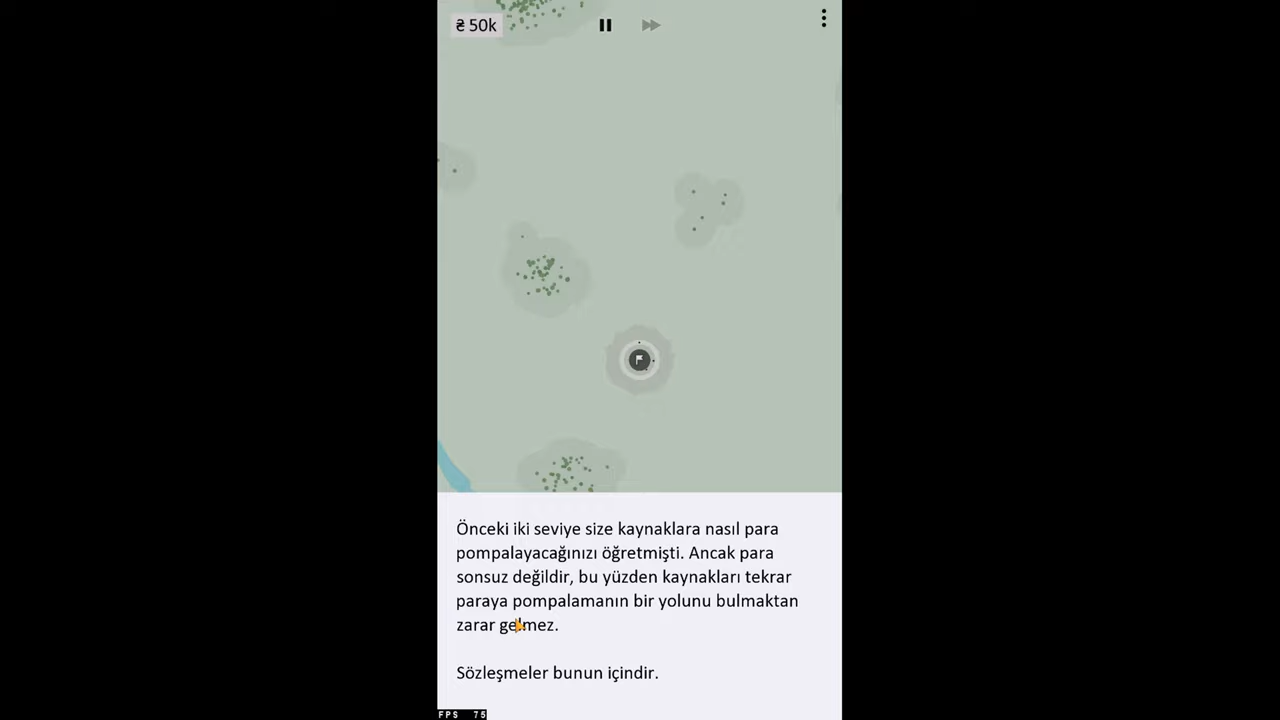 ₴ 50k
Önceki iki seviye size kaynaklara nasıl para
pompalayacağınızı öğretmişti. Ancak para
sonsuz değildir, bu yüzden kaynakları tekrar
paraya pompalamanın bir yolunu bulmaktan
zarar gelmez.
Sözleşmeler bunun içindir.
FPS 75